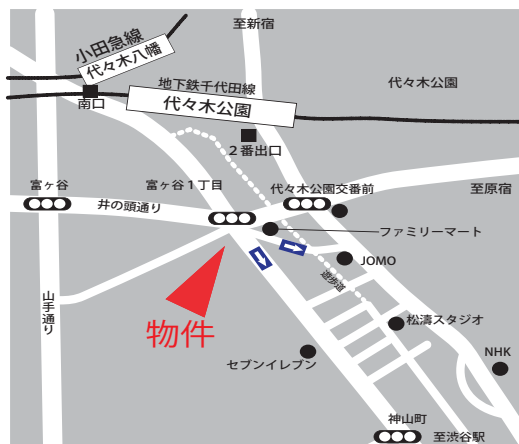 至新宿
小田急線
代々木八幡
地下鉄千代田線
代々木公園
代々木公園
南口
2番出口
富ヶ谷
富ヶ谷1丁目
代々木公園交番前
至原宿
井の頭通り
ファミリーマート
JOMO
遊歩道
山手通り
物件
松濤スタジオ
セブンイレブン
NHK
神山町
至渋谷駅